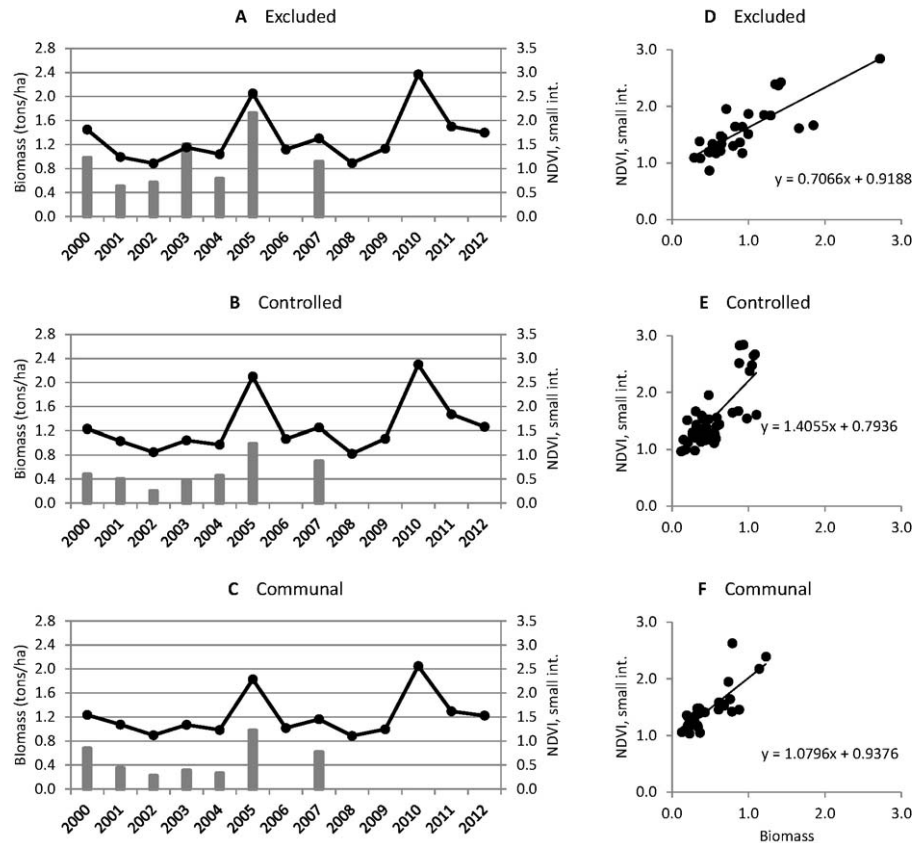 A Excluded
Biomass (tons/ha)
2.8
2.4
2.0
1.6
1.2
0.8
0.4
0.0
3.5
3.0
2.5
2.0
1.5
1.0
0.5
0.0
NDVI, small int.
2000 2001 2002 2003 2004 2005 2006 2007 2008 2009 2010 2011 2012
D Excluded
NDVI, small int.
3.0
2.0
1.0
0.0
y = 0.7066x + 0.9188
0.0 1.0 2.0 3.0
B Controlled
Biomass (tons/ha)
2.8
2.4
2.0
1.6
1.2
0.8
0.4
0.0
3.5
3.0
2.5
2.0
1.5
1.0
0.5
0.0
NDVI, small int.
2000 2001 2002 2003 2004 2005 2006 2007 2008 2009 2010 2011 2012
E Controlled
NDVI, small int.
3.0
2.0
1.0
0.0
y = 1.4055x + 0.7936
0.0 1.0 2.0 3.0
C Communal
Biomass (tons/ha)
2.8
2.4
2.0
1.6
1.2
0.8
0.4
0.0
3.5
3.0
2.5
2.0
1.5
1.0
0.5
0.0
NDVI, small int.
2000 2001 2002 2003 2004 2005 2006 2007 2008 2009 2010 2011 2012
F Communal
NDVI, small int.
3.0
2.0
1.0
0.0
y = 1.0796x + 0.9376
0.0 1.0 2.0 3.0
Biomass